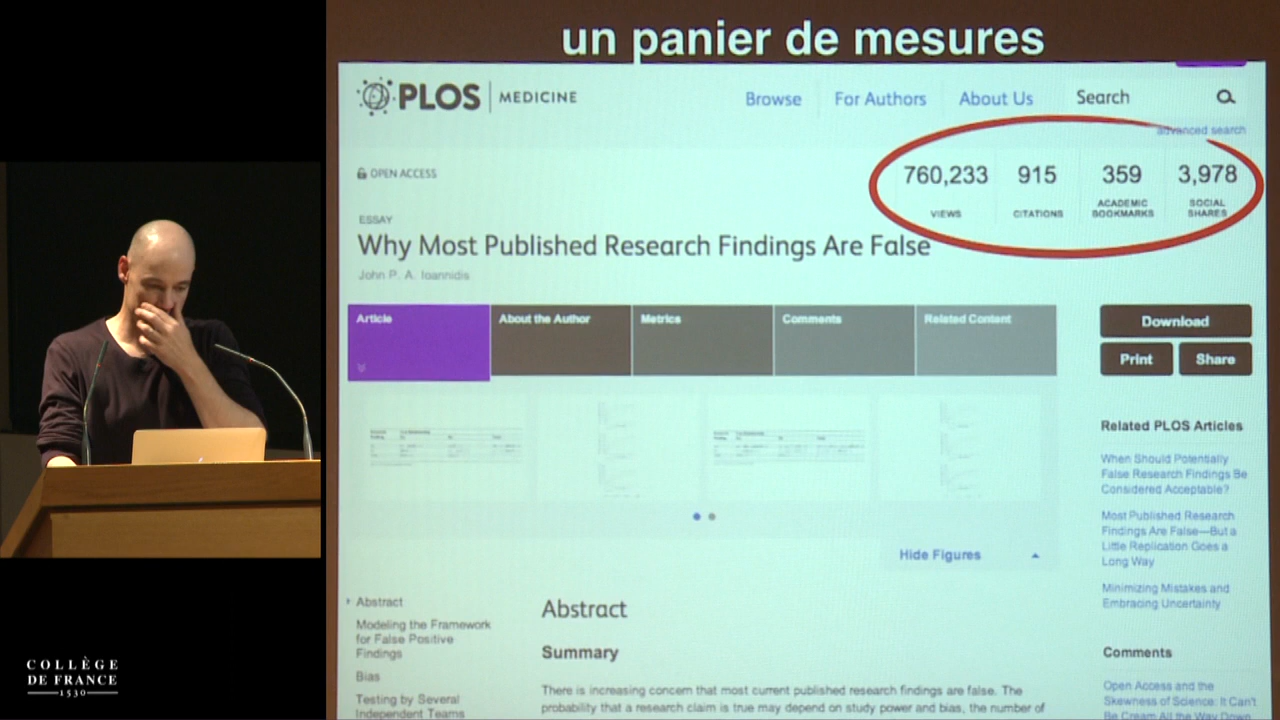 un panier de mesures
PLOS MEDICINE
Browse
For Authors
About Us
Search
advanced search
OPEN ACCESS
760,233
915
359
3,978
VIEWS
CITATIONS
ACADEMIC
BOOKMARKS
SOCIAL
SHARES
ESSAY
Why Most Published Research Findings Are False
John P. A. Ioannidis
Article
About the Author
Metrics
Comments
Related Content
Download
Print
Share
Related PLOS Articles
When Should Potentially
False Research Findings Be
Considered Acceptable?
Most Published Research
Findings Are False—But a
Little Replication Goes a
Long Way
Minimizing Mistakes and
Embracing Uncertainty
Hide Figures
Abstract
Modeling the Framework
for False Positive
Findings
Bias
Testing by Several
Independent Teams
Abstract
Summary
There is increasing concern that most current published research findings are false. The
probability that a research claim is true may depend on study power and bias, the number of
Comments
Open Access and the
Skewness of Science: It Can't
Be Cream All the Way Down
COLLÈGE
DE FRANCE
1530